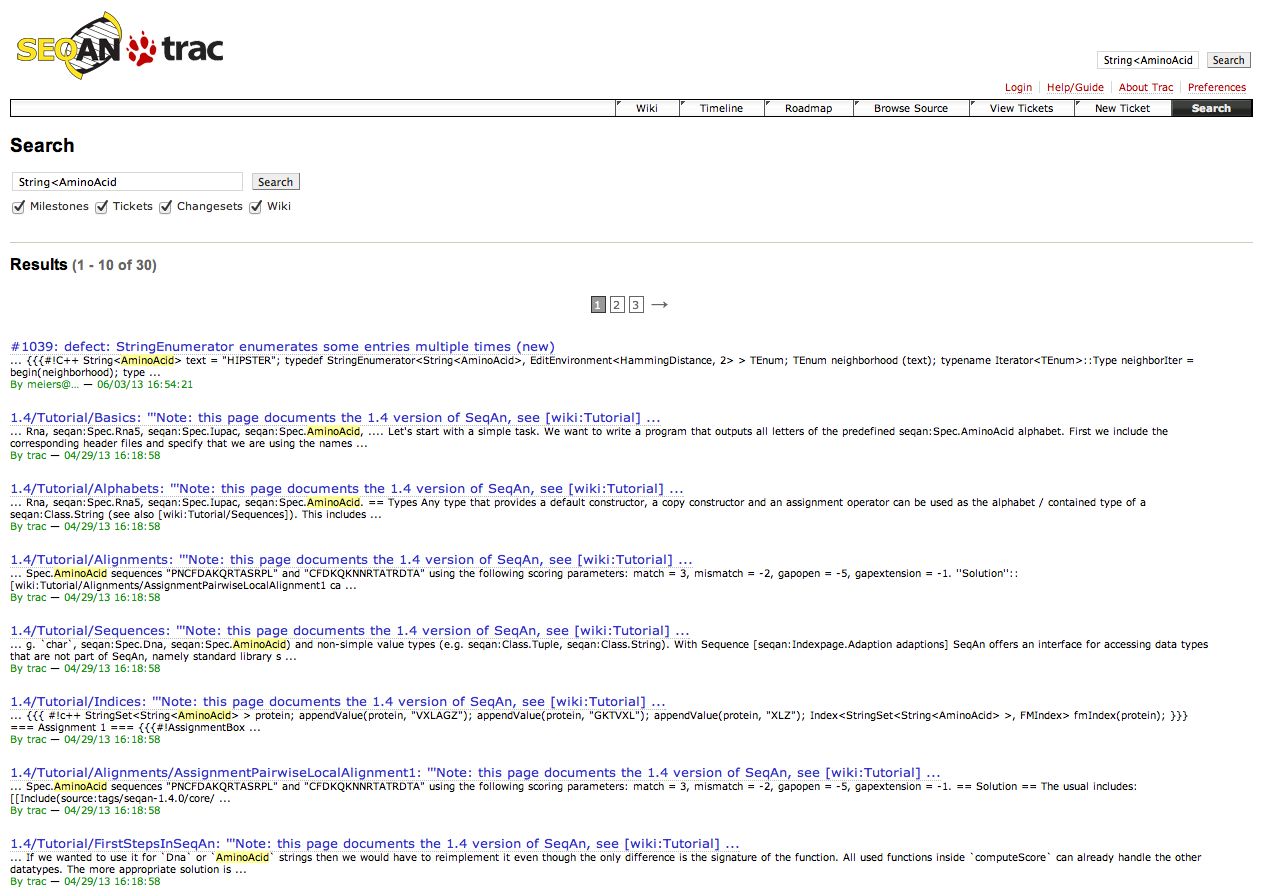 SEQAN trac
String<AminoAcid Search
Login Help/Guide About Trac Preferences
Wiki Timeline Roadmap Browse Source View Tickets New Ticket Search
Search
String<AminoAcid Search
Milestones Tickets Changesets Wiki
Results (1 - 10 of 30)
1 2 3 →
#1039: defect: StringEnumerator enumerates some entries multiple times (new)
... {{{#!C++ String<AminoAcid> text = "HIPSTER"; typedef StringEnumerator<String<AminoAcid>, EditEnvironment<HammingDistance, 2> > TEnum; TEnum neighborhood (text); typename Iterator<TEnum>::Type neighborIter =
begin(neighborhood); type ...
By meiers@... — 06/03/13 16:54:21
1.4/Tutorial/Basics: '''Note: this page documents the 1.4 version of SeqAn, see [wiki:Tutorial] ...
... Rna, seqan:Spec.Rna5, seqan:Spec.Iupac, seqan:Spec.AminoAcid, .... Let's start with a simple task. We want to write a program that outputs all letters of the predefined seqan:Spec.AminoAcid alphabet. First we include the
corresponding header files and specify that we are using the names ...
By trac — 04/29/13 16:18:58
1.4/Tutorial/Alphabets: '''Note: this page documents the 1.4 version of SeqAn, see [wiki:Tutorial] ...
... Rna, seqan:Spec.Rna5, seqan:Spec.Iupac, seqan:Spec.AminoAcid. == Types Any type that provides a default constructor, a copy constructor and an assignment operator can be used as the alphabet / contained type of a
seqan:Class.String (see also [wiki:Tutorial/Sequences]). This includes ...
By trac — 04/29/13 16:18:58
1.4/Tutorial/Alignments: '''Note: this page documents the 1.4 version of SeqAn, see [wiki:Tutorial] ...
... Spec.AminoAcid sequences "PNCFDAKQRTASRPL" and "CFDKQKNNRTATRDTA" using the following scoring parameters: match = 3, mismatch = -2, gapopen = -5, gapextension = -1. ''Solution''::
[wiki:Tutorial/Alignments/AssignmentPairwiseLocalAlignment1 ca ...
By trac — 04/29/13 16:18:58
1.4/Tutorial/Sequences: '''Note: this page documents the 1.4 version of SeqAn, see [wiki:Tutorial] ...
... g. `char`, seqan:Spec.Dna, seqan:Spec.AminoAcid) and non-simple value types (e.g. seqan:Class.Tuple, seqan:Class.String). With Sequence [seqan:Indexpage.Adaption adaptions] SeqAn offers an interface for accessing data types
that are not part of SeqAn, namely standard library s ...
By trac — 04/29/13 16:18:58
1.4/Tutorial/Indices: '''Note: this page documents the 1.4 version of SeqAn, see [wiki:Tutorial] ...
... {{{ #!c++ StringSet<String<AminoAcid> > protein; appendValue(protein, "VXLAGZ"); appendValue(protein, "GKTVXL"); appendValue(protein, "XLZ"); Index<StringSet<String<AminoAcid> >, FMIndex> fmIndex(protein); }}}
=== Assignment 1 === {{{#!AssignmentBox ...
By trac — 04/29/13 16:18:58
1.4/Tutorial/Alignments/AssignmentPairwiseLocalAlignment1: '''Note: this page documents the 1.4 version of SeqAn, see [wiki:Tutorial] ...
... Spec.AminoAcid sequences "PNCFDAKQRTASRPL" and "CFDKQKNNRTATRDTA" using the following scoring parameters: match = 3, mismatch = -2, gapopen = -5, gapextension = -1. == Solution == The usual includes:
[[Include(source:tags/seqan-1.4.0/core/ ...
By trac — 04/29/13 16:18:58
1.4/Tutorial/FirstStepsInSeqAn: '''Note: this page documents the 1.4 version of SeqAn, see [wiki:Tutorial] ...
... If we wanted to use it for `Dna` or `AminoAcid` strings then we would have to reimplement it even though the only difference is the signature of the function. All used functions inside `computeScore` can already handle the other
datatypes. The more appropriate solution is ...
By trac — 04/29/13 16:18:58